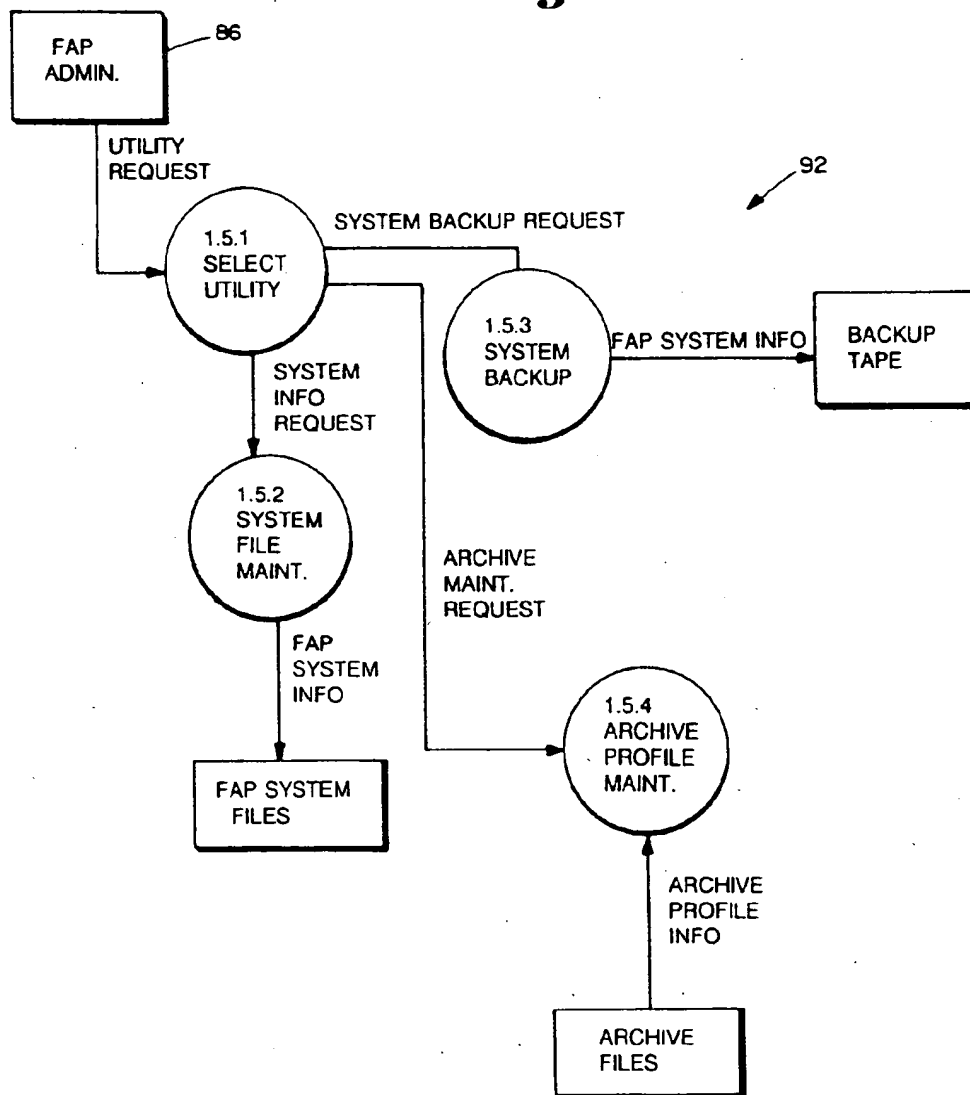 FAP
ADMIN.
86
UTILITY
REQUEST
92
SYSTEM BACKUP REQUEST
1.5.1
SELECT
UTILITY
1.5.3
SYSTEM
BACKUP
FAP SYSTEM INFO
BACKUP
TAPE
SYSTEM
INFO
REQUEST
1.5.2
SYSTEM
FILE
MAINT.
ARCHIVE
MAINT.
REQUEST
FAP
SYSTEM
INFO
1.5.4
ARCHIVE
PROFILE
MAINT.
FAP SYSTEM
FILES
ARCHIVE
PROFILE
INFO
ARCHIVE
FILES